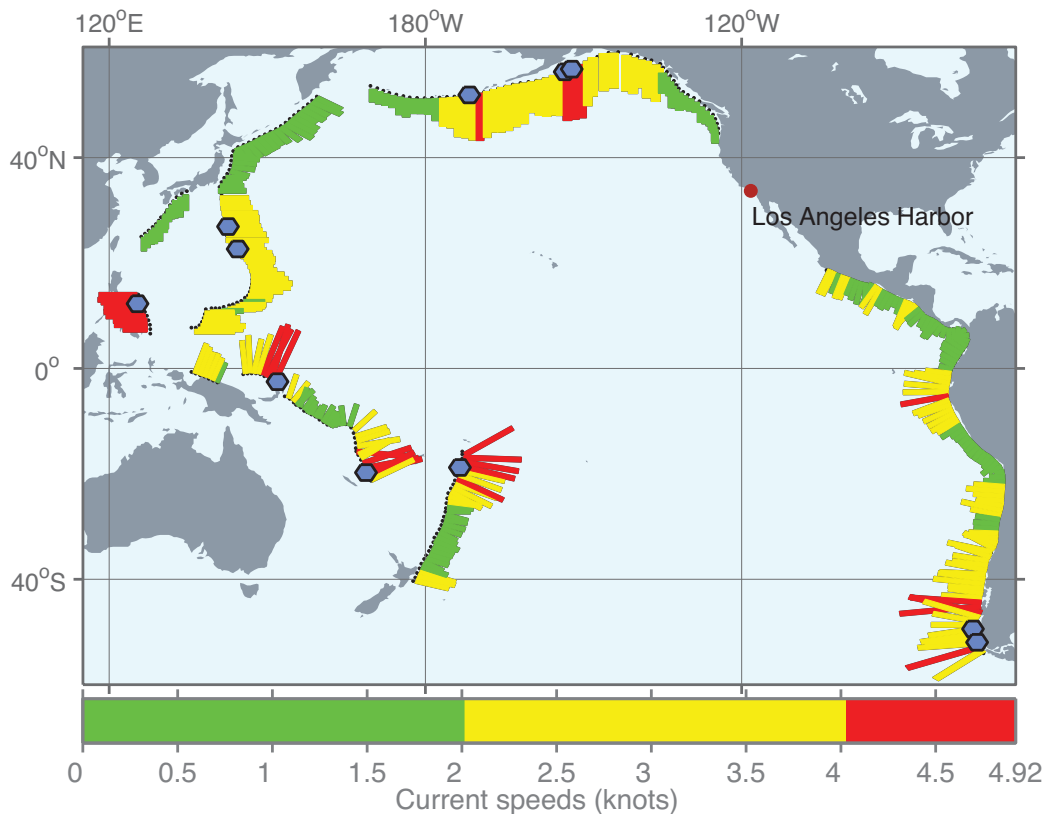 120°E 180°W 120°W
40°N
Los Angeles Harbor
0°
40°S
0 0.5 1 1.5 2 2.5 3 3.5 4 4.5 4.92
Current speeds (knots)